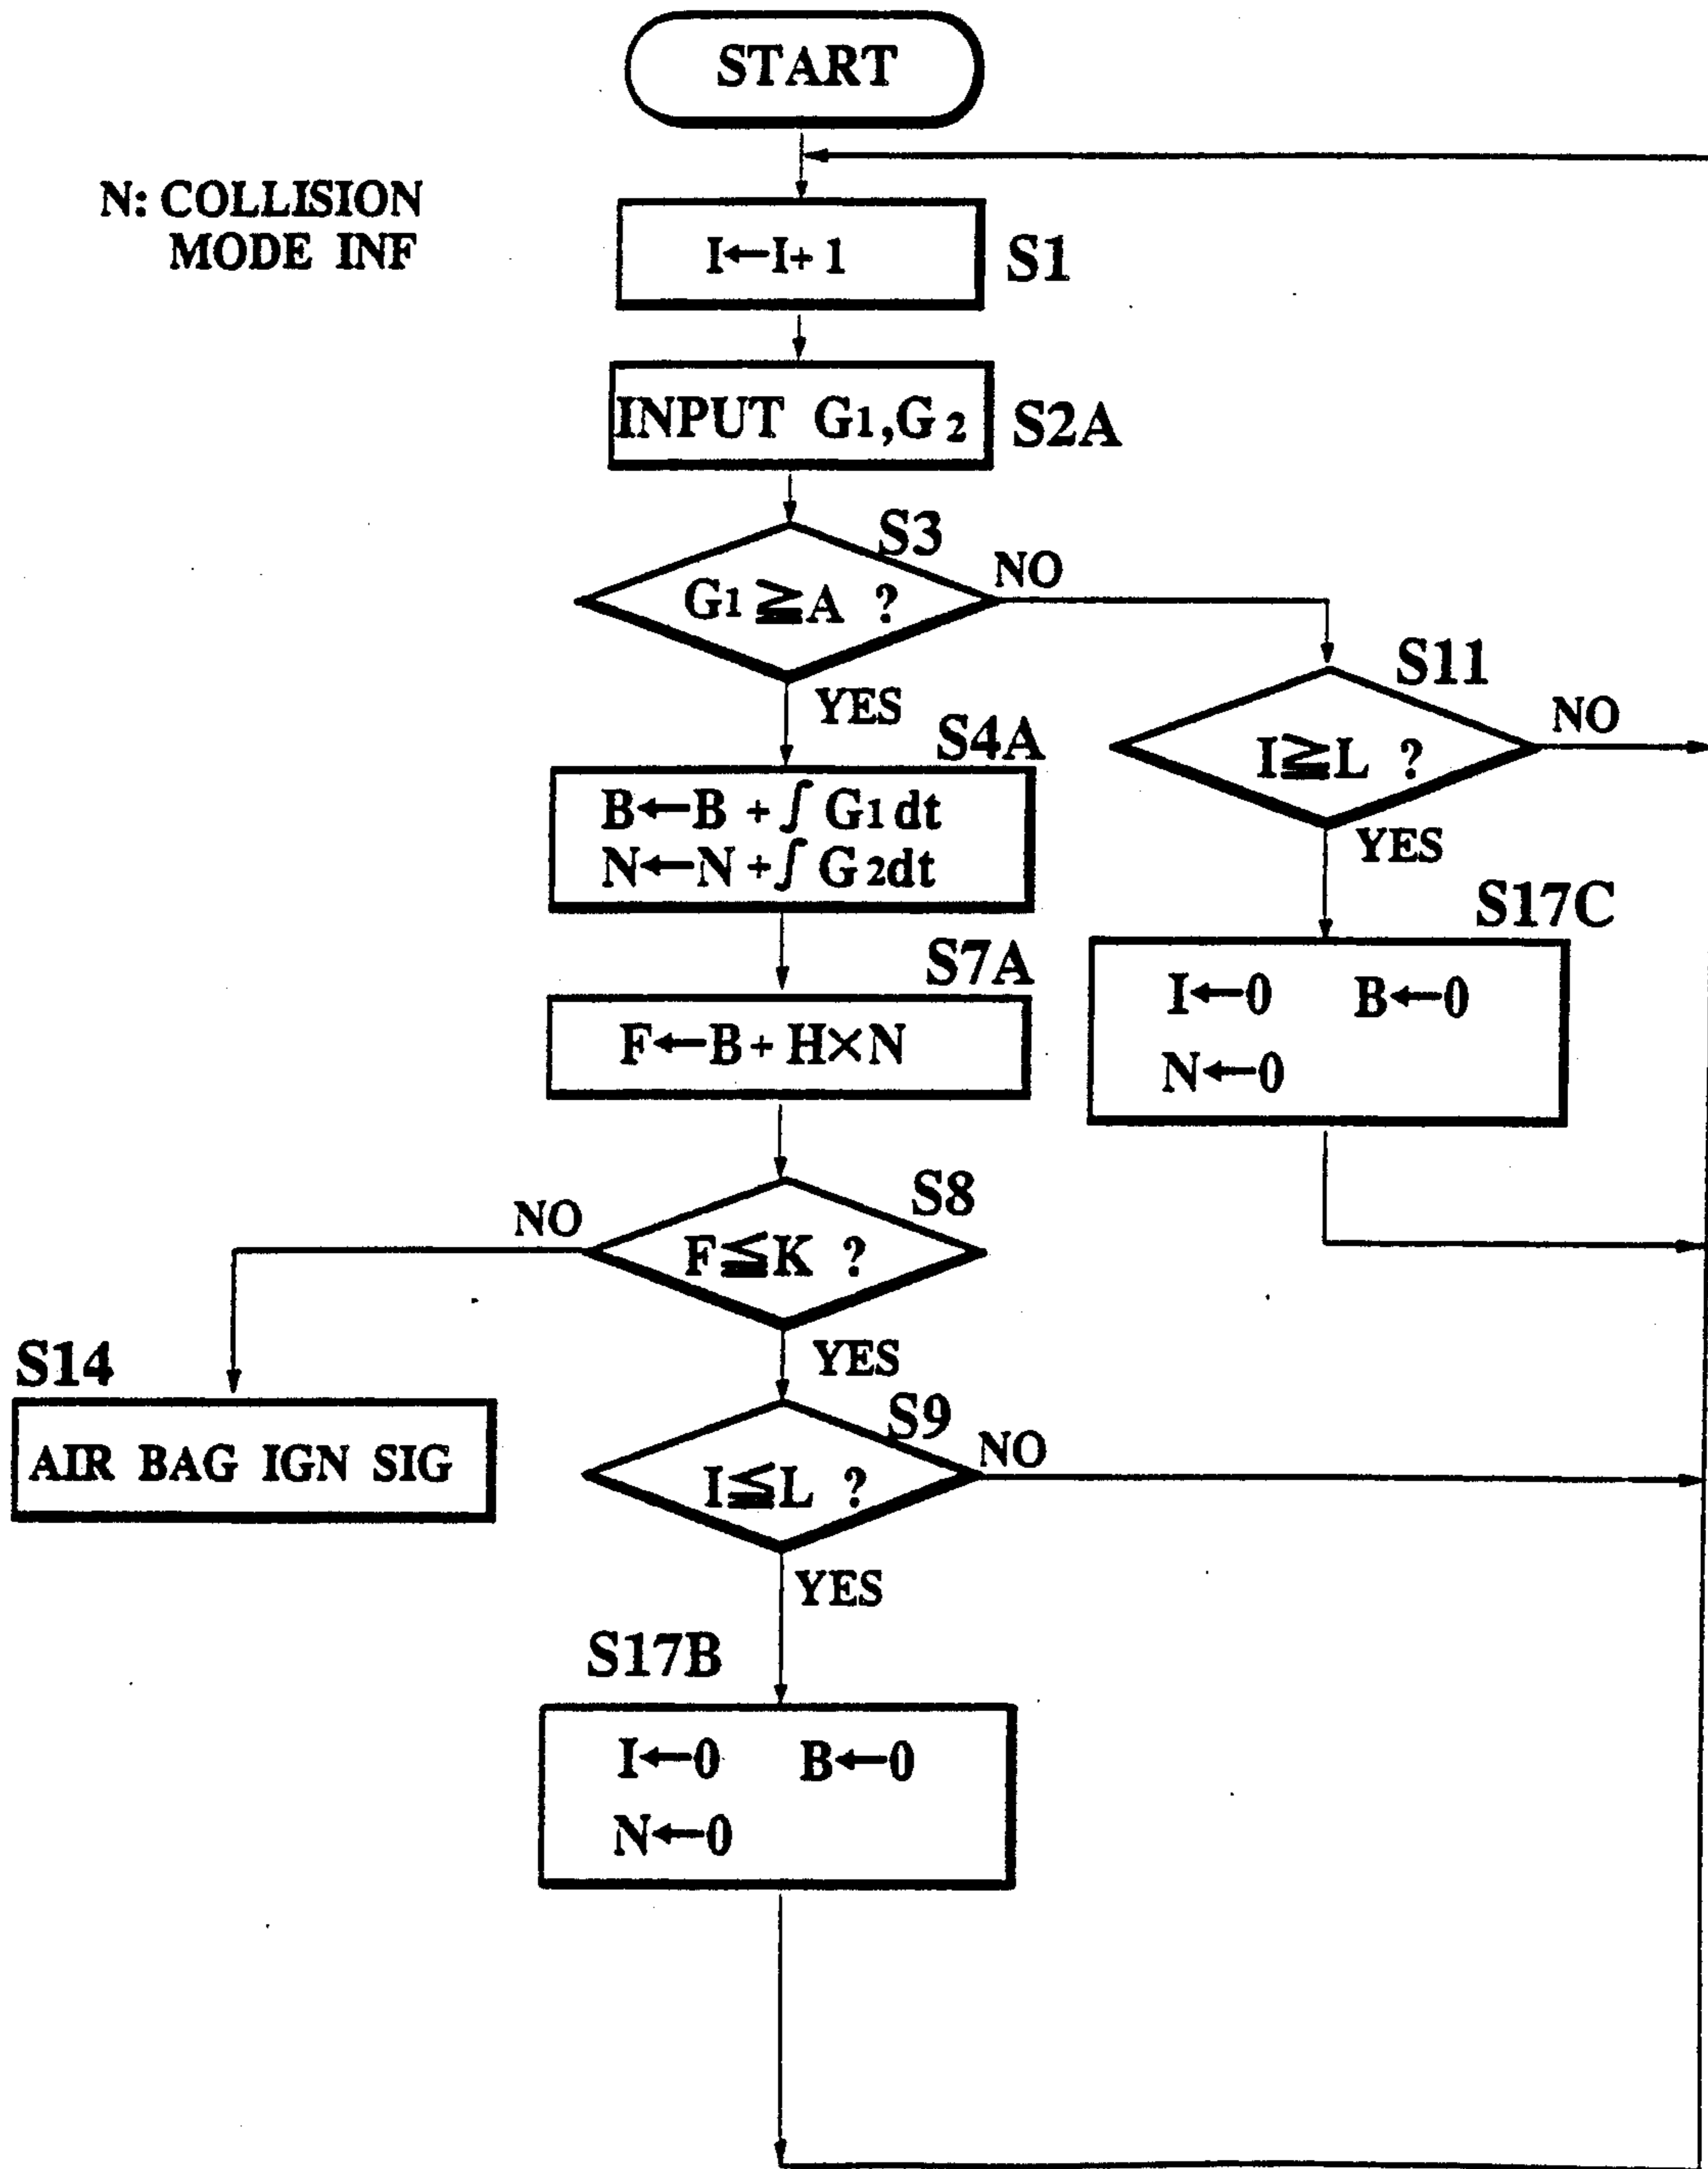 START
N: COLLISION
MODE INF
I←I+1
S1
INPUT G1,G2
S2A
S3
G1≧A ?
NO
YES
S11
I≧L ?
NO
YES
S4A
B←B+∫G1dt
N←N+∫G2dt
S17C
I←0 B←0
N←0
S7A
F←B+H×N
S8
F≦K ?
NO
YES
S14
AIR BAG IGN SIG
S9
I≦L ?
NO
YES
S17B
I←0 B←0
N←0